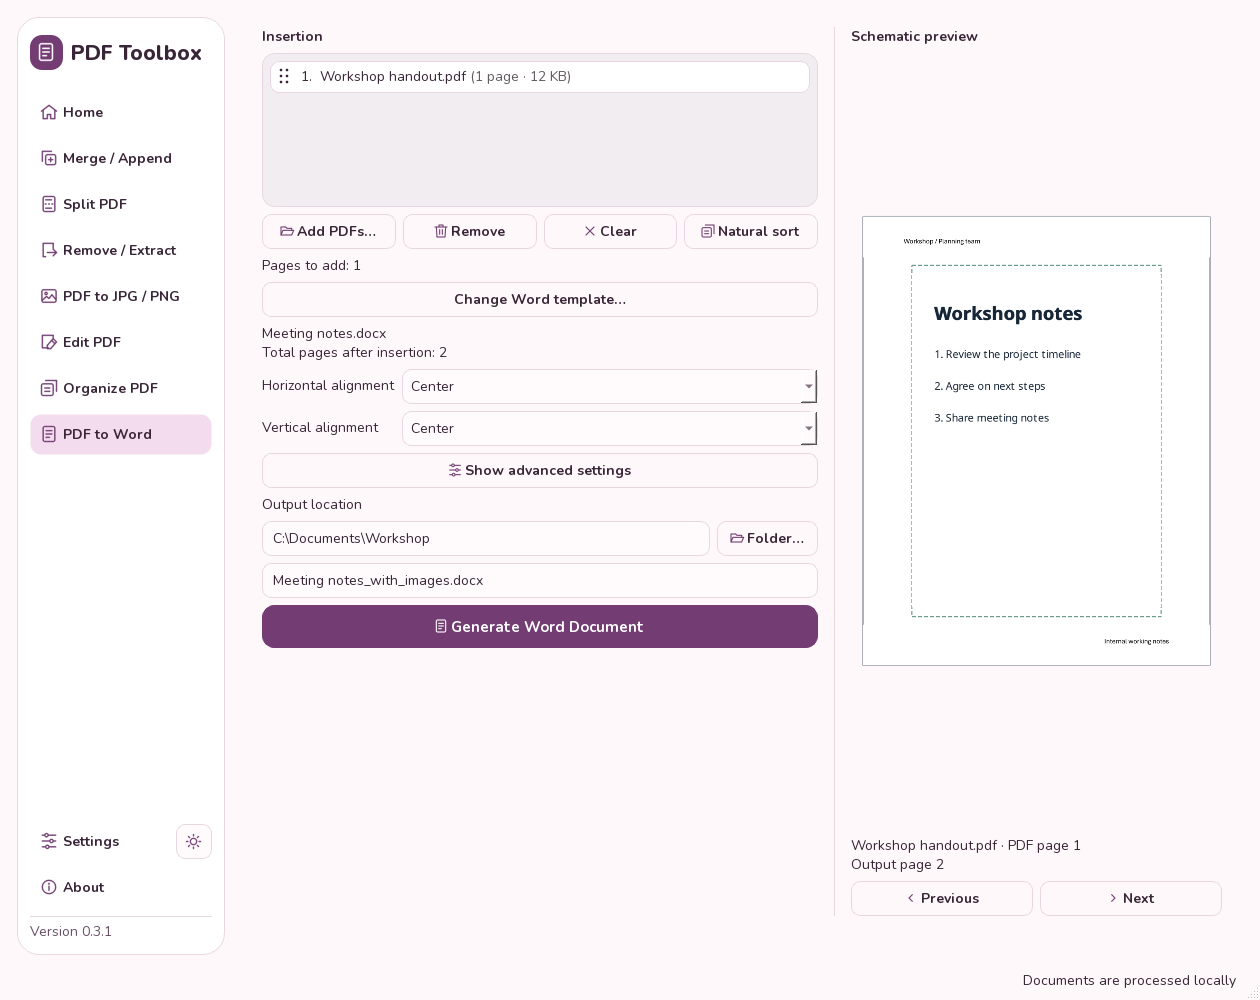 PDF Toolbox
Home
Merge / Append
Split PDF
Remove / Extract
PDF to JPG / PNG
Edit PDF
Organize PDF
PDF to Word
Settings
About
Version 0.3.1
Insertion
1. Workshop handout.pdf (1 page · 12 KB)
Add PDFs...
Remove
Clear
Natural sort
Pages to add: 1
Change Word template...
Meeting notes.docx
Total pages after insertion: 2
Horizontal alignment
Center
Vertical alignment
Center
Show advanced settings
Output location
C:\Documents\Workshop
Folder...
Meeting notes_with_images.docx
Generate Word Document
Schematic preview
Workshop / Planning team
Workshop notes
1. Review the project timeline
2. Agree on next steps
3. Share meeting notes
Internal working notes
Workshop handout.pdf · PDF page 1
Output page 2
Previous
Next
Documents are processed locally